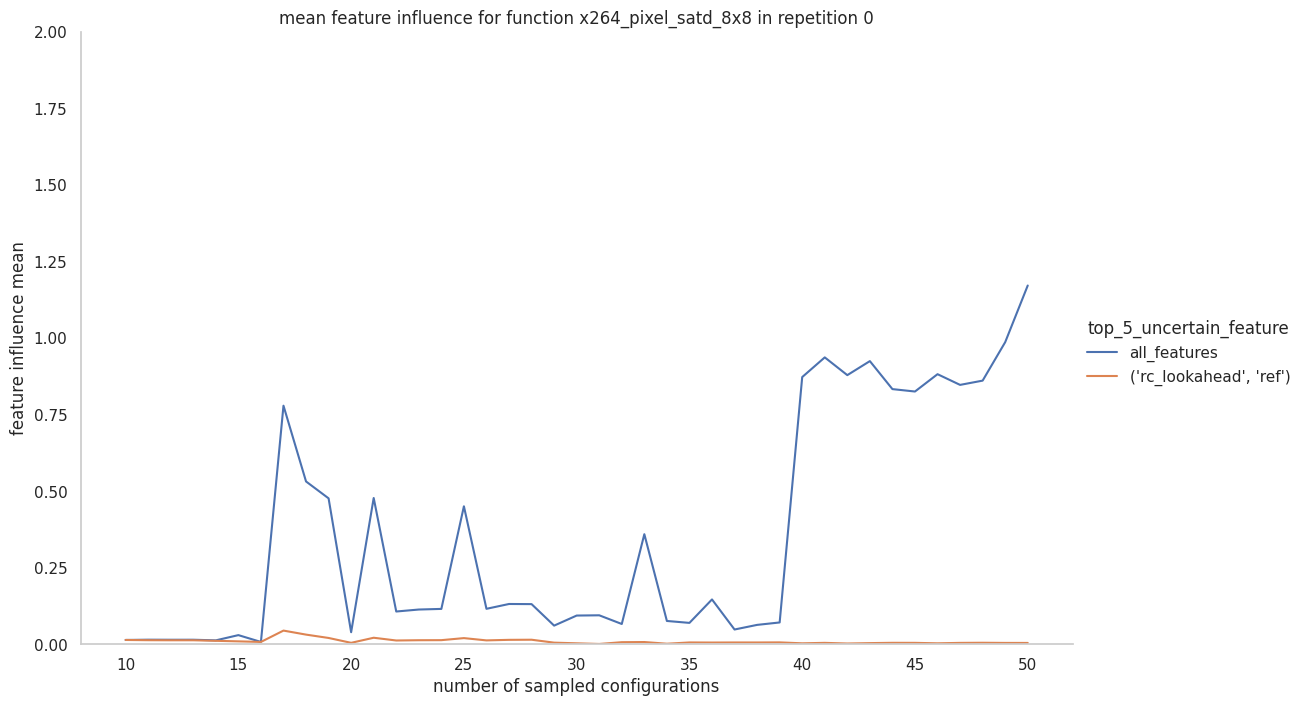 mean feature influence for function x264_pixel_satd_8x8 in repetition 0
2.00
1.75
1.50
1.25
1.00
0.75
0.50
0.25
0.00
feature influence mean
10 15 20 25 30 35 40 45 50
number of sampled configurations
top_5_uncertain_feature
all_features
('rc_lookahead', 'ref')